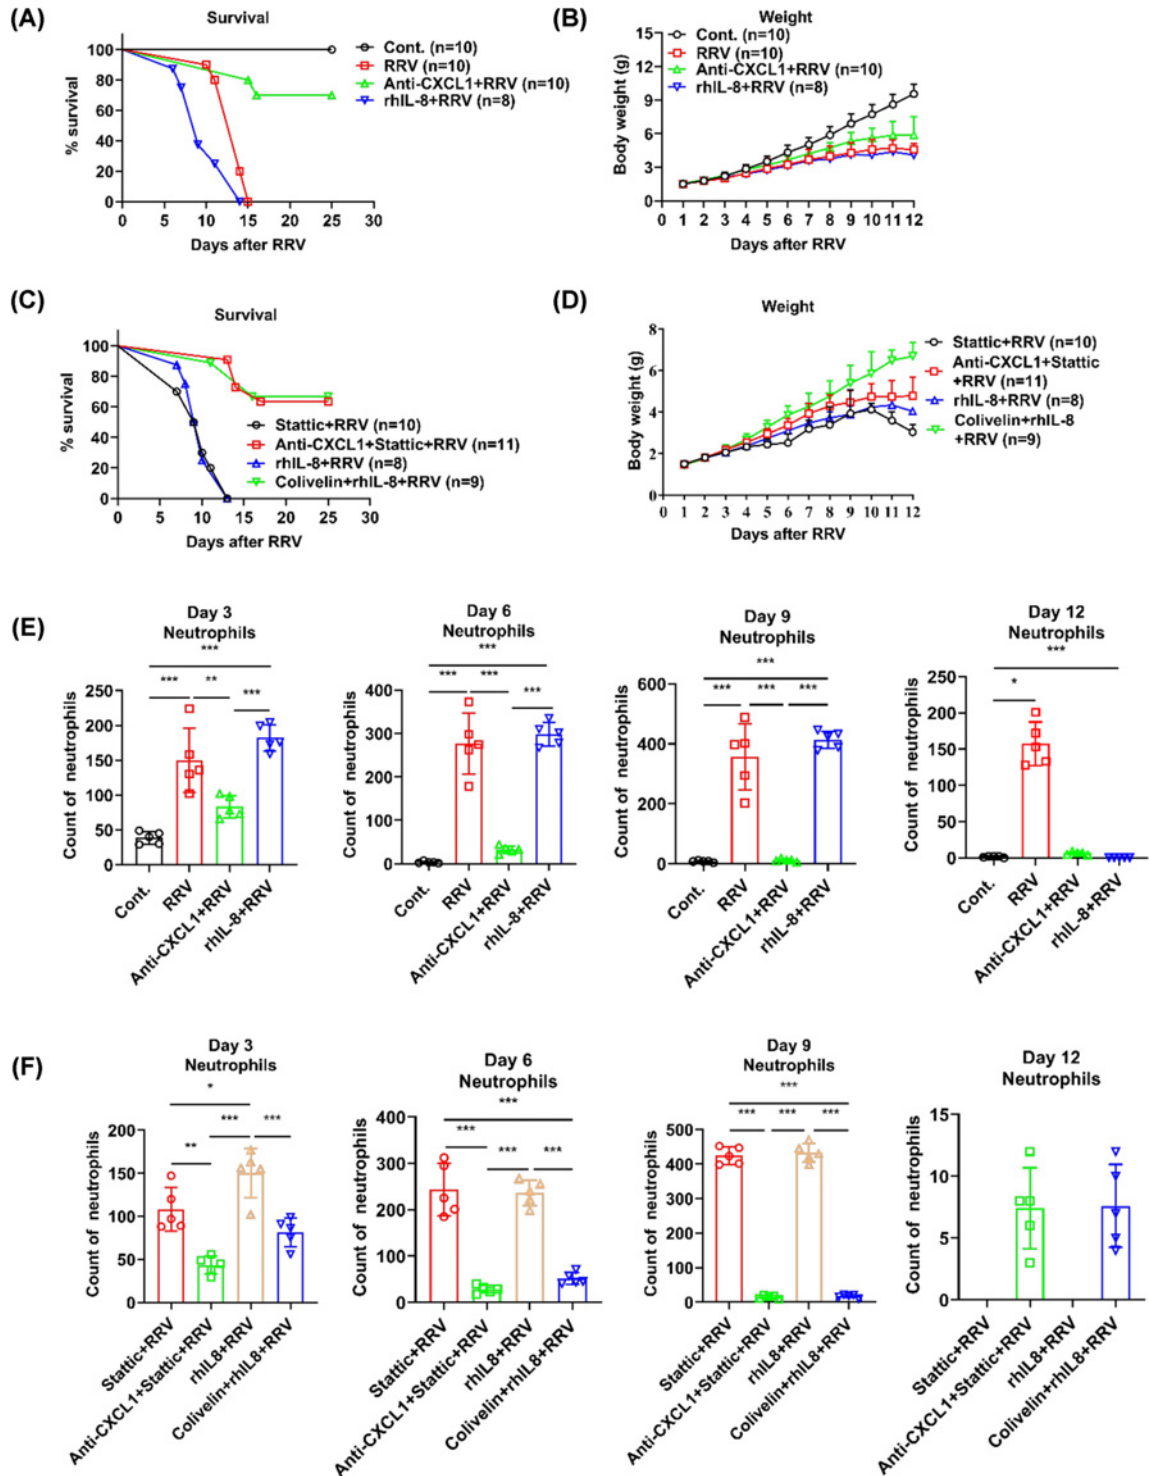 (A)
Survival
% survival
100
80
60
40
20
0
0 5 10 15 20 25 30
Days after RRV
Cont. (n=10)
RRV (n=10)
Anti-CXCL1+RRV (n=10)
rhIL-8+RRV (n=8)
(B)
Weight
Body weight (g)
15
12
9
6
3
0
0 1 2 3 4 5 6 7 8 9 10 11 12
Days after RRV
Cont. (n=10)
RRV (n=10)
Anti-CXCL1+RRV (n=10)
rhIL-8+RRV (n=8)
(C)
Survival
% survival
100
80
60
40
20
0
0 5 10 15 20 25 30
Days after RRV
Stattic+RRV (n=10)
Anti-CXCL1+Stattic+RRV (n=11)
rhIL-8+RRV (n=8)
Colivelin+rhIL-8+RRV (n=9)
(D)
Weight
Body weight (g)
8
6
4
2
0
0 1 2 3 4 5 6 7 8 9 10 11 12
Days after RRV
Stattic+RRV (n=10)
Anti-CXCL1+Stattic
+RRV (n=11)
rhIL-8+RRV (n=8)
Colivelin+rhIL-8
+RRV (n=9)
(E)
Day 3
Neutrophils
***
*** ** ***
Count of neutrophils
250
200
150
100
50
0
Cont.
RRV
Anti-CXCL1+RRV
rhIL-8+RRV
Day 6
Neutrophils
***
*** *** ***
Count of neutrophils
400
300
200
100
0
Cont.
RRV
Anti-CXCL1+RRV
rhIL-8+RRV
Day 9
Neutrophils
***
*** *** ***
Count of neutrophils
600
400
200
0
Cont.
RRV
Anti-CXCL1+RRV
rhIL-8+RRV
Day 12
Neutrophils
***
*
Count of neutrophils
250
200
150
100
50
0
Cont.
RRV
Anti-CXCL1+RRV
rhIL-8+RRV
(F)
Day 3
Neutrophils
*
** *** ***
Count of neutrophils
200
150
100
50
0
Stattic+RRV
Anti-CXCL1+Stattic+RRV
rhIL8+RRV
Colivelin+rhIL8+RRV
Day 6
Neutrophils
***
*** *** ***
Count of neutrophils
400
300
200
100
0
Stattic+RRV
Anti-CXCL1+Stattic+RRV
rhIL8+RRV
Colivelin+rhIL8+RRV
Day 9
Neutrophils
***
*** *** ***
Count of neutrophils
500
400
300
200
100
0
Stattic+RRV
Anti-CXCL1+Stattic+RRV
rhIL8+RRV
Colivelin+rhIL8+RRV
Day 12
Neutrophils
Count of neutrophils
15
10
5
0
Stattic+RRV
Anti-CXCL1+Stattic+RRV
rhIL8+RRV
Colivelin+rhIL8+RRV